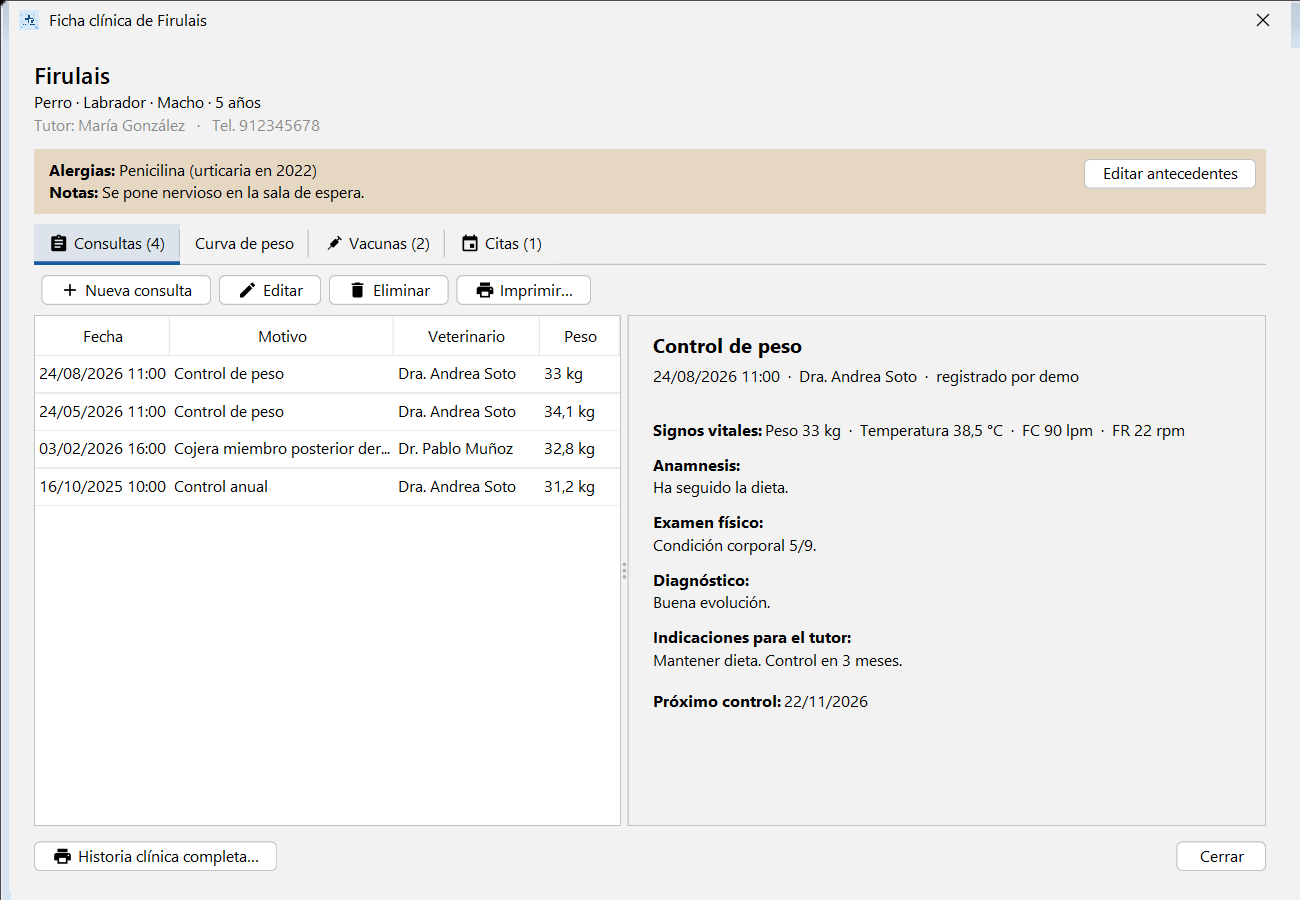 Ficha clínica de Firulais
Firulais
Perro · Labrador · Macho · 5 años
Tutor: María González · Tel. 912345678
Alergias: Penicilina (urticaria en 2022)
Notas: Se pone nervioso en la sala de espera.
Editar antecedentes
Consultas (4) Curva de peso Vacunas (2) Citas (1)
Nueva consulta Editar Eliminar Imprimir...
Fecha Motivo Veterinario Peso
24/08/2026 11:00 Control de peso Dra. Andrea Soto 33 kg
24/05/2026 11:00 Control de peso Dra. Andrea Soto 34,1 kg
03/02/2026 16:00 Cojera miembro posterior der... Dr. Pablo Muñoz 32,8 kg
16/10/2025 10:00 Control anual Dra. Andrea Soto 31,2 kg
Control de peso
24/08/2026 11:00 · Dra. Andrea Soto · registrado por demo
Signos vitales: Peso 33 kg · Temperatura 38,5 °C · FC 90 lpm · FR 22 rpm
Anamnesis:
Ha seguido la dieta.
Examen físico:
Condición corporal 5/9.
Diagnóstico:
Buena evolución.
Indicaciones para el tutor:
Mantener dieta. Control en 3 meses.
Próximo control: 22/11/2026
Historia clínica completa...
Cerrar